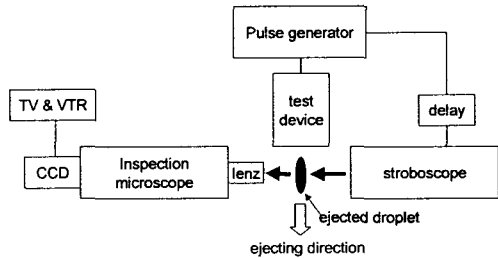 Pulse generator
TV & VTR
test
device
delay
CCD
Inspection
microscope
lenz
stroboscope
ejected droplet
ejecting direction